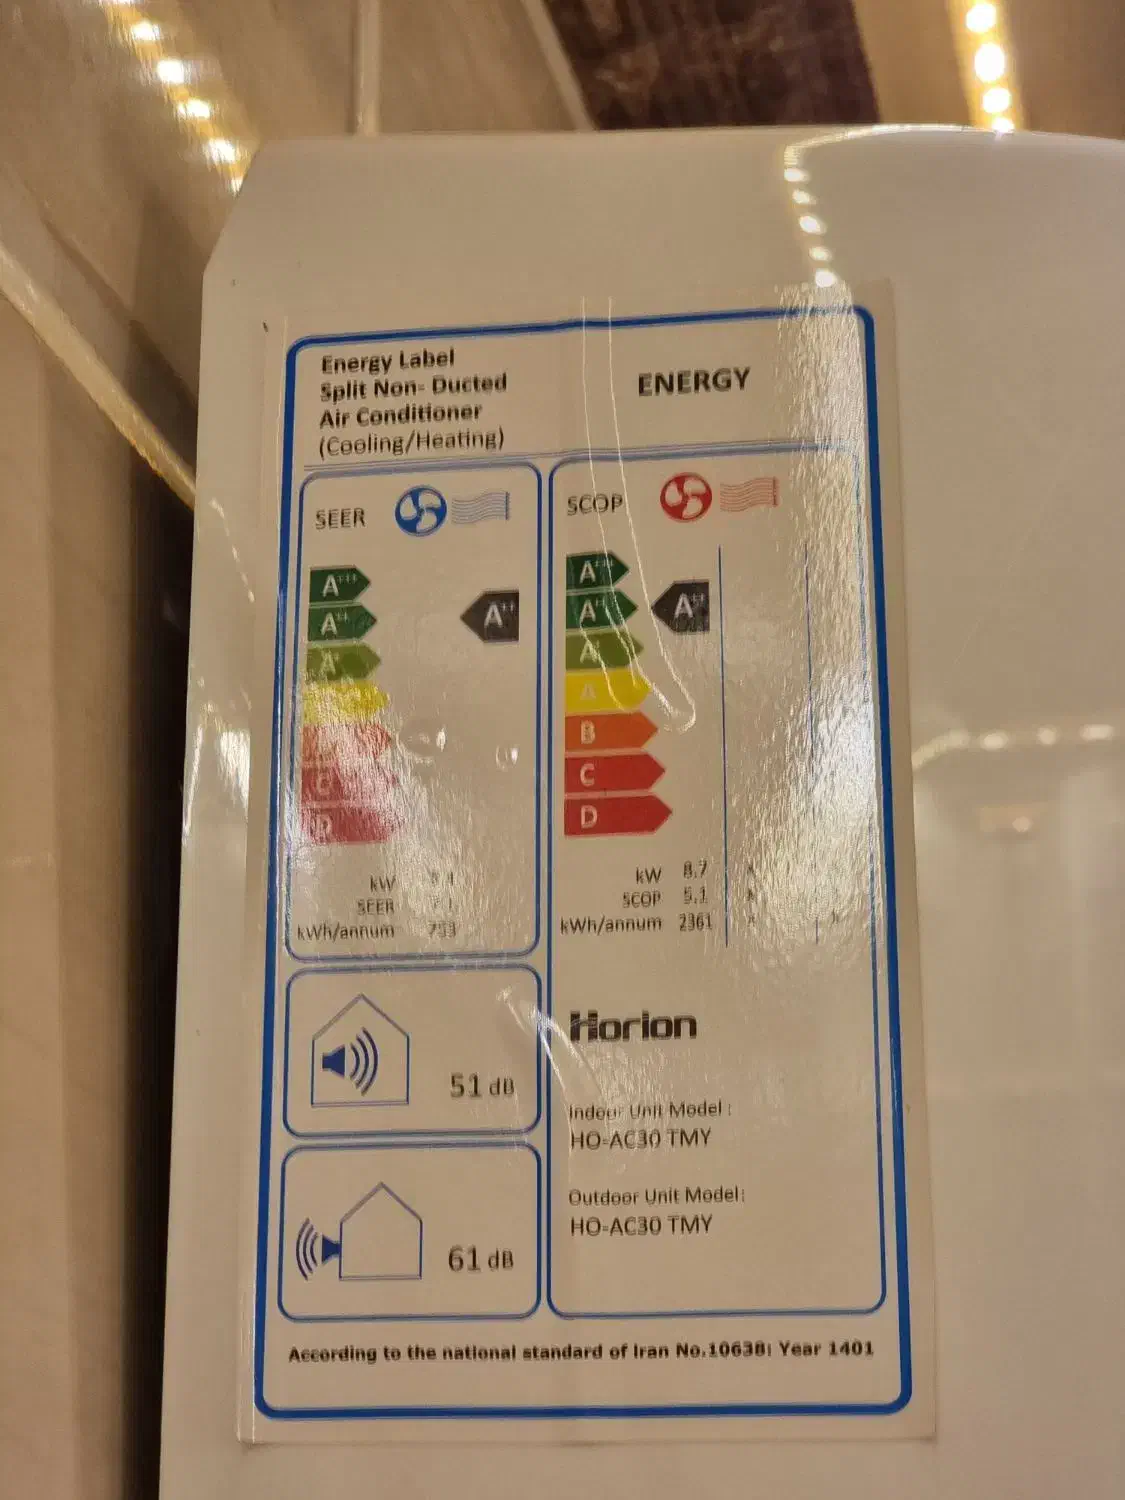 Energy Label
Split Non- Ducted
Air Conditioner
(Cooling/Heating)
ENERGY
SEER
A+++
A++
A+
C
D
A++
kW
SEER
kWh/annum
SCOP
A+++
A++
A+
A
B
C
D
A++
kW 8.7
SCOP 5.1
kWh/annum 2361
51 dB
61 dB
Horion
Indoor Unit Model :
HO-AC30 TMY
Outdoor Unit Model:
HO-AC30 TMY
According to the national standard of Iran No.10638: Year 1401